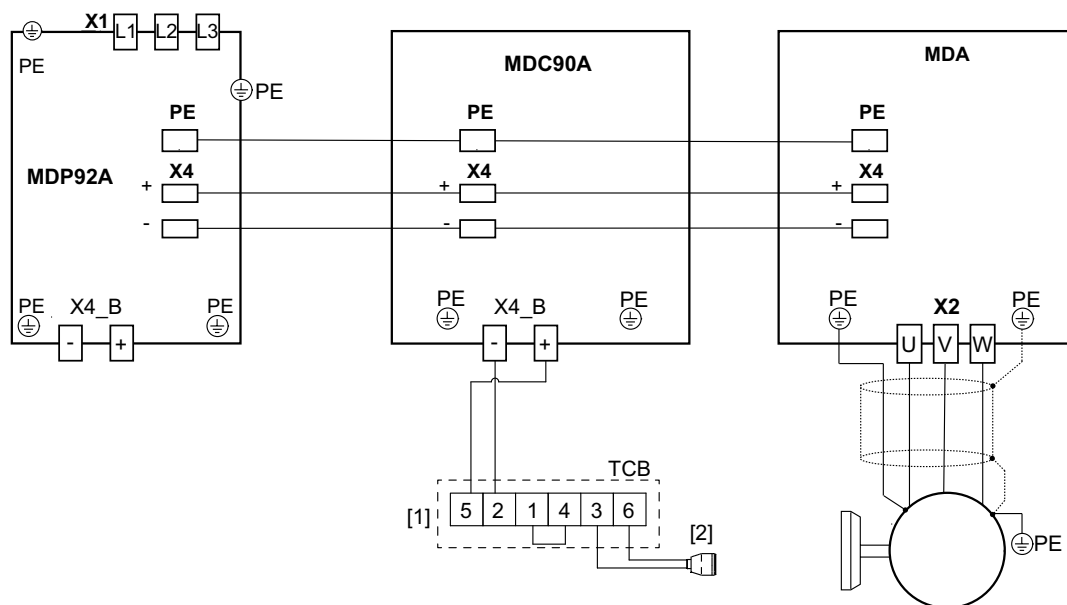 X1 L1 L2 L3
PE
PE
MDP92A
PE
X4
+
-
PE
X4_B
PE
- +
MDC90A
PE
X4
+
-
PE
X4_B
PE
- +
MDA
PE
X4
+
-
PE
X2
PE
U V W
TCB
[1]
5 2 1 4 3 6
[2]
PE